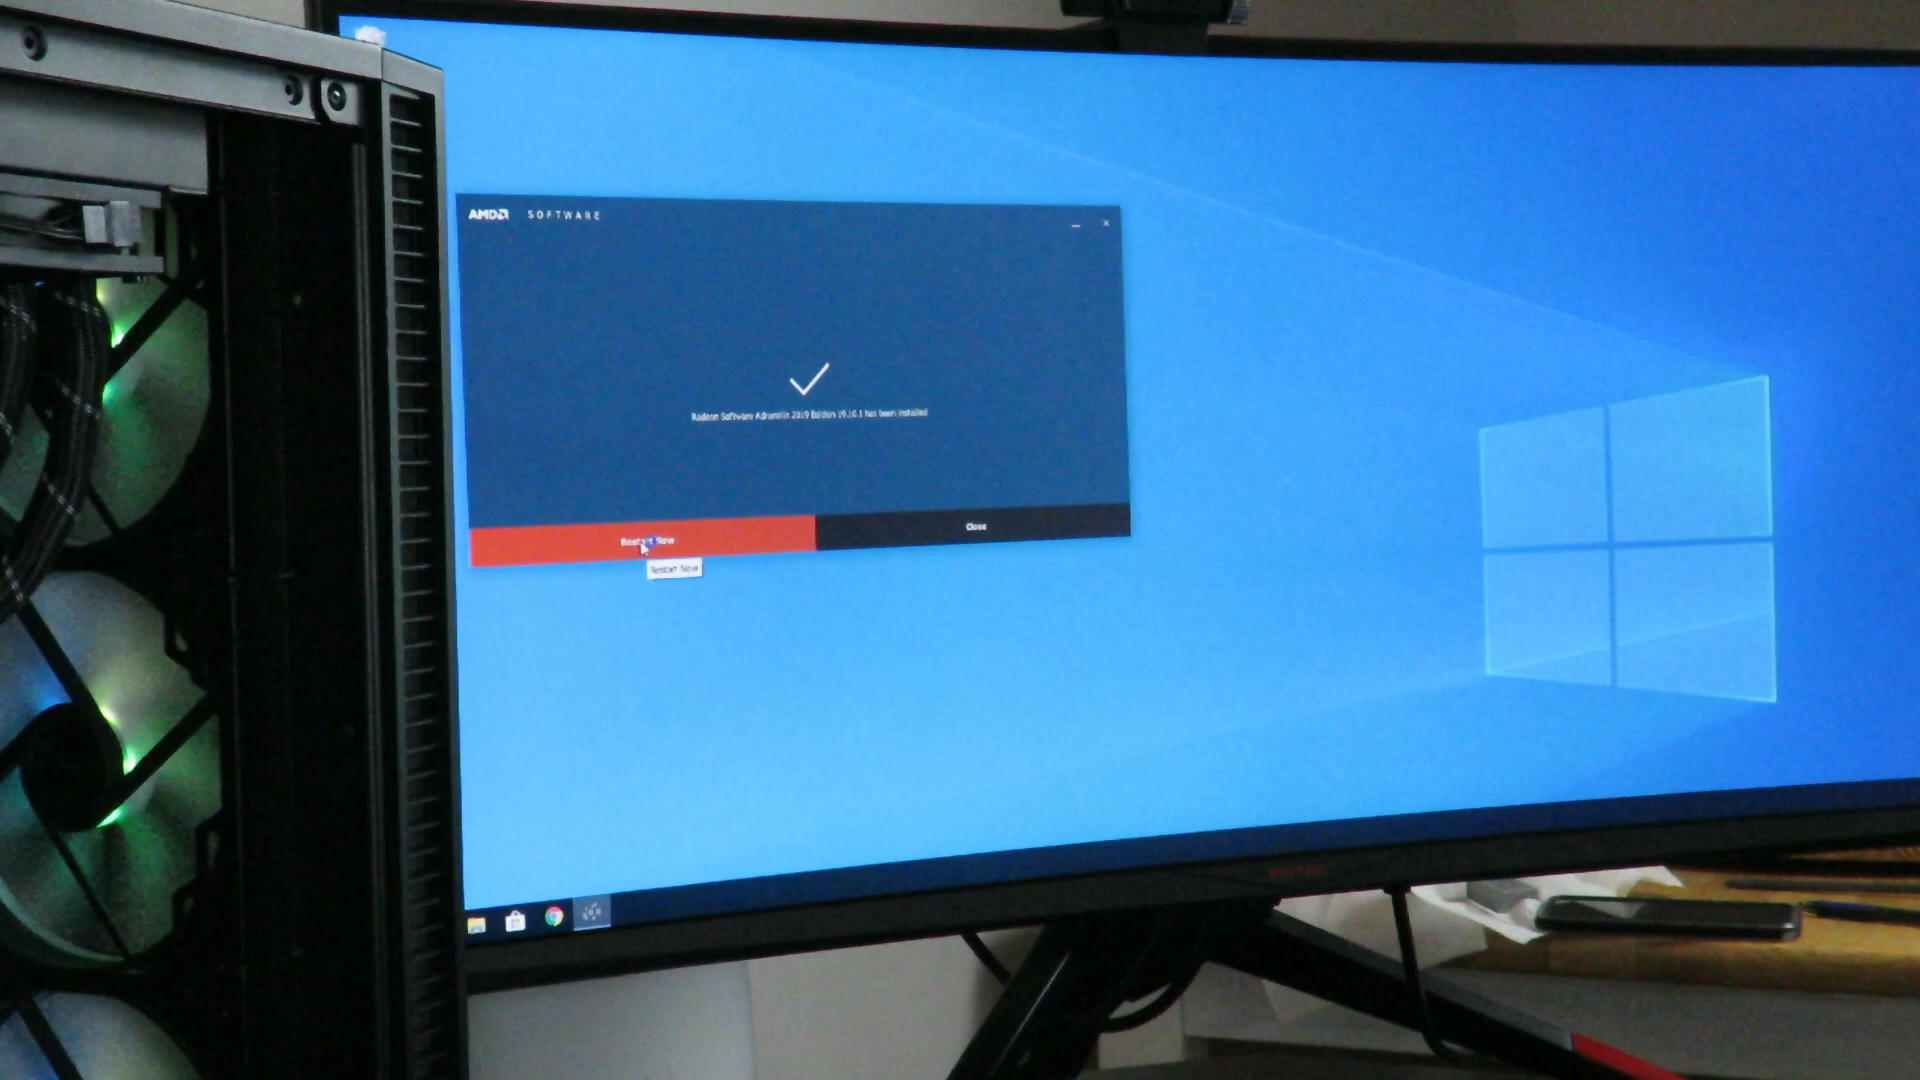 AMD SOFTWARE
Radeon Software Adrenalin 2019 Edition 19.10.1 has been installed
Restart Now
Close
Restart Now